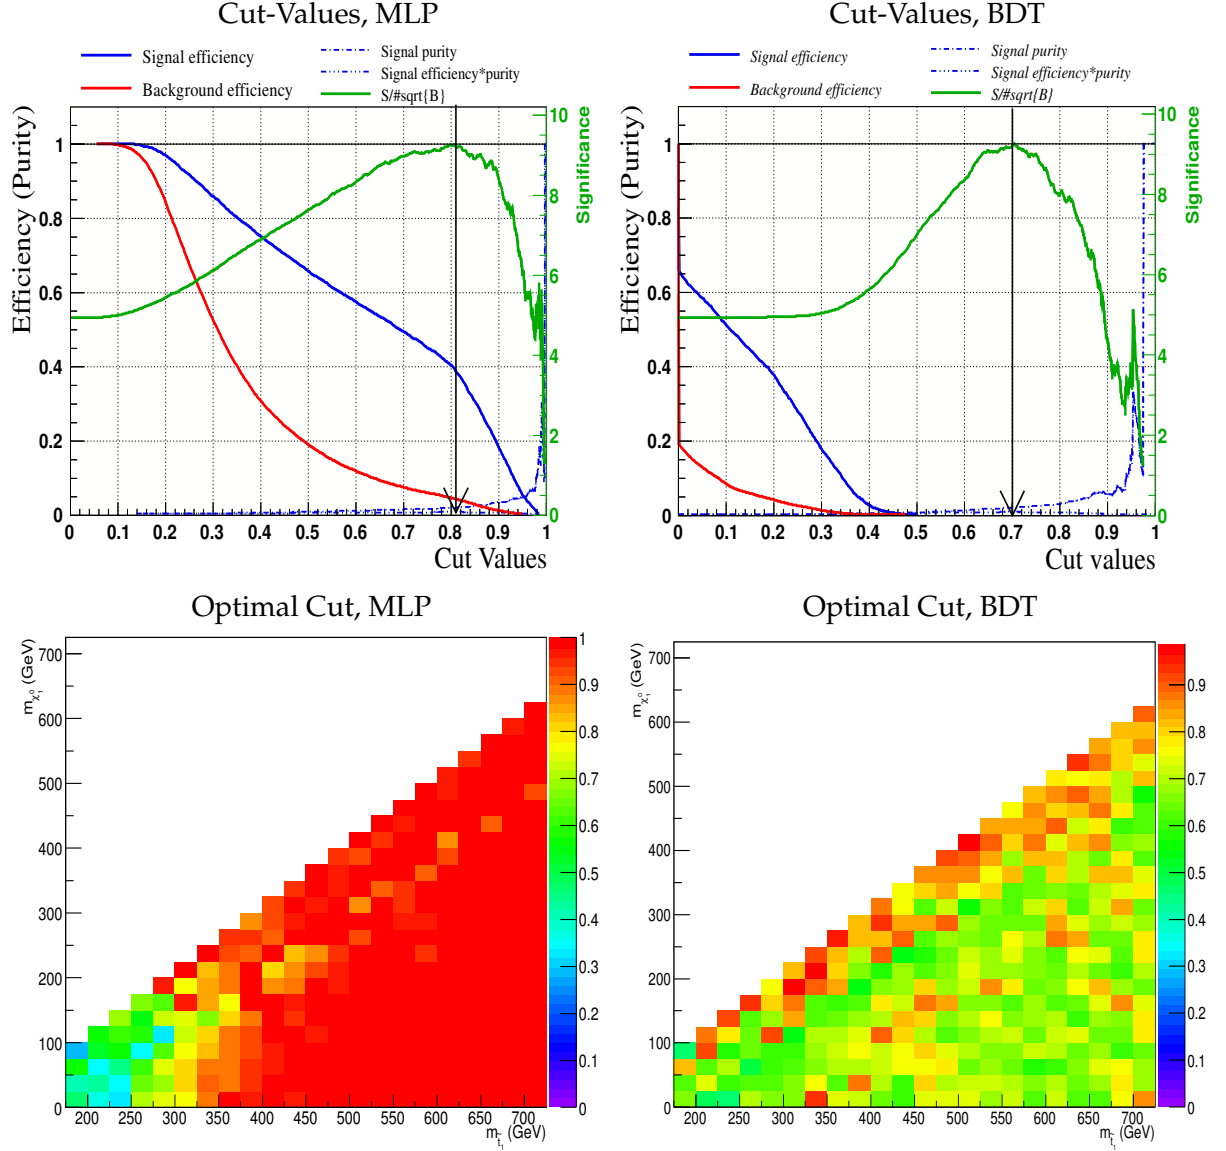 Cut-Values, MLP
Signal efficiency
Background efficiency
Signal purity
Signal efficiency*purity
S/#sqrt{B}
Efficiency (Purity)
1
0.8
0.6
0.4
0.2
0
10
8
6
4
2
0
Significance
0 0.1 0.2 0.3 0.4 0.5 0.6 0.7 0.8 0.9 1
Cut Values
Cut-Values, BDT
Signal efficiency
Background efficiency
Signal purity
Signal efficiency*purity
S/#sqrt{B}
Efficiency (Purity)
1
0.8
0.6
0.4
0.2
0
10
8
6
4
2
0
Significance
0 0.1 0.2 0.3 0.4 0.5 0.6 0.7 0.8 0.9 1
Cut values
Optimal Cut, MLP
m_{χ̃_1^0} (GeV)
700
600
500
400
300
200
100
0
200 250 300 350 400 450 500 550 600 650 700
m_{t̃_1} (GeV)
1
0.9
0.8
0.7
0.6
0.5
0.4
0.3
0.2
0.1
0
Optimal Cut, BDT
m_{χ̃_1^0} (GeV)
700
600
500
400
300
200
100
0
200 250 300 350 400 450 500 550 600 650 700
m_{t̃_1} (GeV)
0.9
0.8
0.7
0.6
0.5
0.4
0.3
0.2
0.1
0